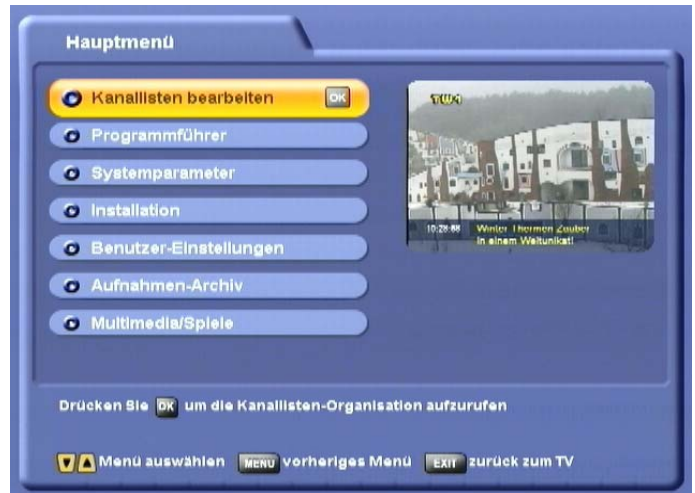 Hauptmenü
Kanallisten bearbeiten OK
Programmführer
Systemparameter
Installation
Benutzer-Einstellungen
Aufnahmen-Archiv
Multimedia/Spiele
TW1
Winter Thermen Zauber
in einem Weltunikat!
Drücken Sie OK um die Kanallisten-Organisation aufzurufen
Menü auswählen MENU vorheriges Menü EXIT zurück zum TV